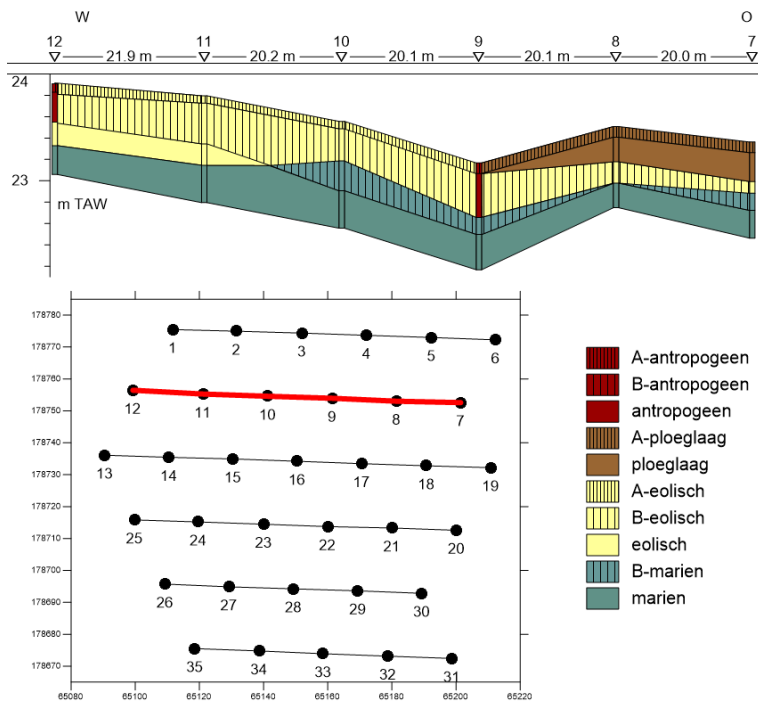 W O
12 21.9 m 11 20.2 m 10 20.1 m 9 20.1 m 8 20.0 m 7
24
23
m TAW
178780
178770
1 2 3 4 5 6
178760
178750
12 11 10 9 8 7
178740
178730
13 14 15 16 17 18 19
178720
178710
25 24 23 22 21 20
178700
178690
26 27 28 29 30
178680
178670
35 34 33 32 31
65080 65100 65120 65140 65160 65180 65200 65220
A-antropogeen
B-antropogeen
antropogeen
A-ploeglaag
ploeglaag
A-eolisch
B-eolisch
eolisch
B-marien
marien